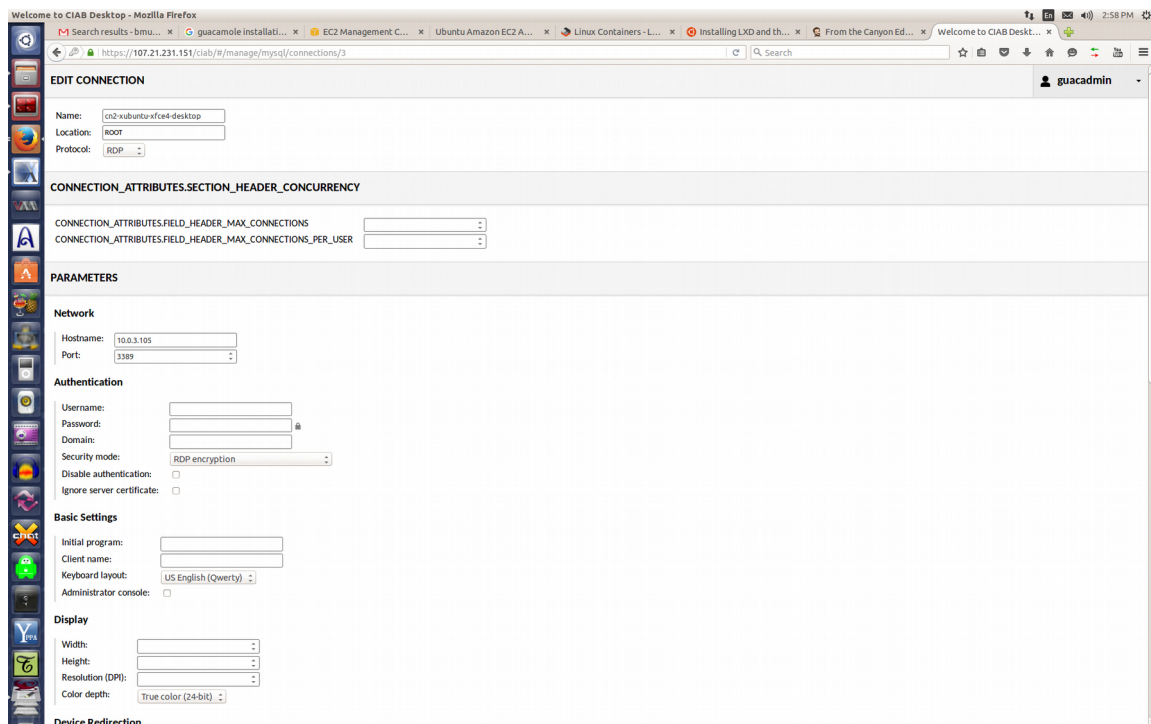 Welcome to CIAB Desktop - Mozilla Firefox
En 2:58 PM
Search results - bmu... × guacamole installati... × EC2 Management C... × Ubuntu Amazon EC2 A... × Linux Containers - L... × Installing LXD and th... × From the Canyon Ed... × Welcome to CIAB Deskt... ×
https://107.21.231.151/ciab/#/manage/mysql/connections/3
Search
EDIT CONNECTION
guacadmin
Name: cn2-xubuntu-xfce4-desktop
Location: ROOT
Protocol: RDP
CONNECTION_ATTRIBUTES.SECTION_HEADER_CONCURRENCY
CONNECTION_ATTRIBUTES.FIELD_HEADER_MAX_CONNECTIONS
CONNECTION_ATTRIBUTES.FIELD_HEADER_MAX_CONNECTIONS_PER_USER
PARAMETERS
Network
Hostname: 10.0.3.105
Port: 3389
Authentication
Username:
Password:
Domain:
Security mode: RDP encryption
Disable authentication:
Ignore server certificate:
Basic Settings
Initial program:
Client name:
Keyboard layout: US English (Qwerty)
Administrator console:
Display
Width:
Height:
Resolution (DPI):
Color depth: True color (24-bit)
Device Redirection